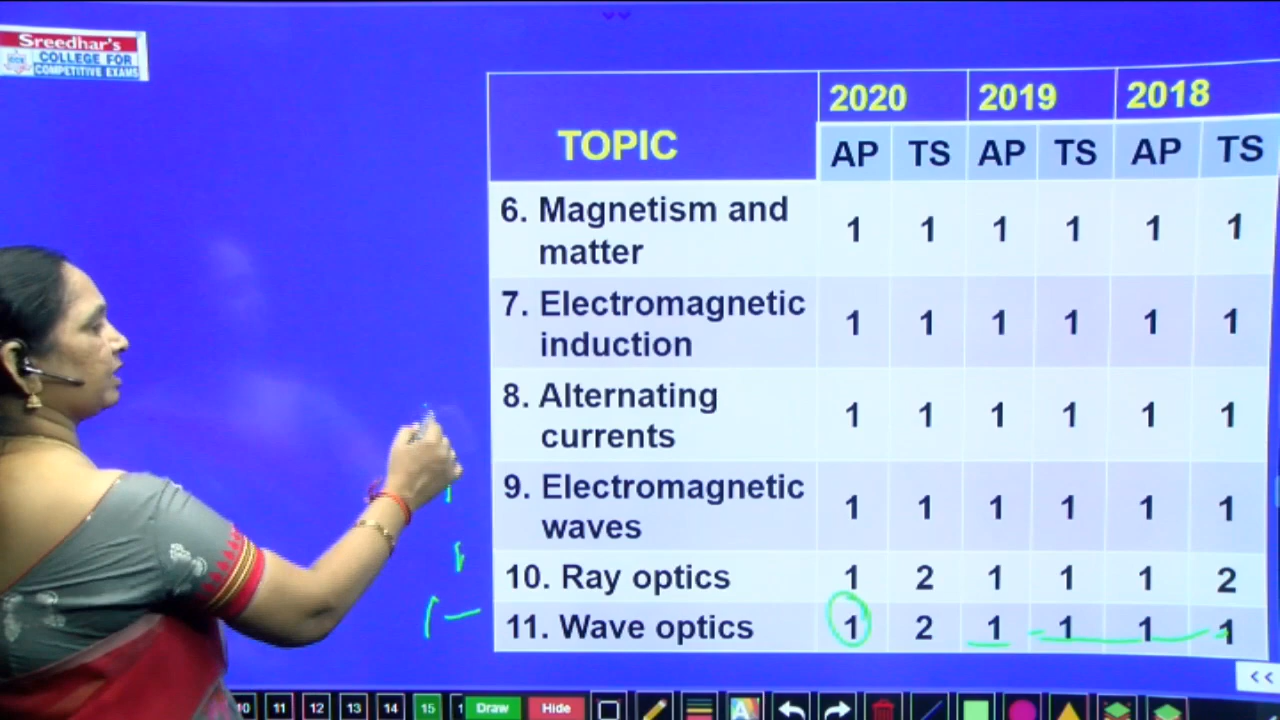 Sreedhar's
COLLEGE FOR
COMPETITIVE EXAMS
CCE
TOPIC 2020 2019 2018
AP TS AP TS AP TS
6. Magnetism and
matter 1 1 1 1 1 1
7. Electromagnetic
induction 1 1 1 1 1 1
8. Alternating
currents 1 1 1 1 1 1
9. Electromagnetic
waves 1 1 1 1 1 1
10. Ray optics 1 2 1 1 1 2
11. Wave optics 1 2 1 1 1 1
<<
10 11 12 13 14 15 Draw Hide A